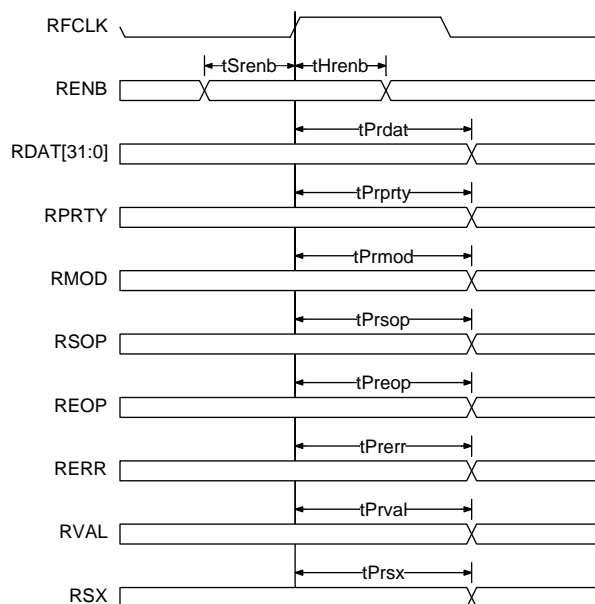 RFCLK
tSrenb tHrenb
RENB
tPrdat
RDAT[31:0]
tPrprty
RPRTY
tPrmod
RMOD
tPrsop
RSOP
tPreop
REOP
tPrerr
RERR
tPrval
RVAL
tPrsx
RSX